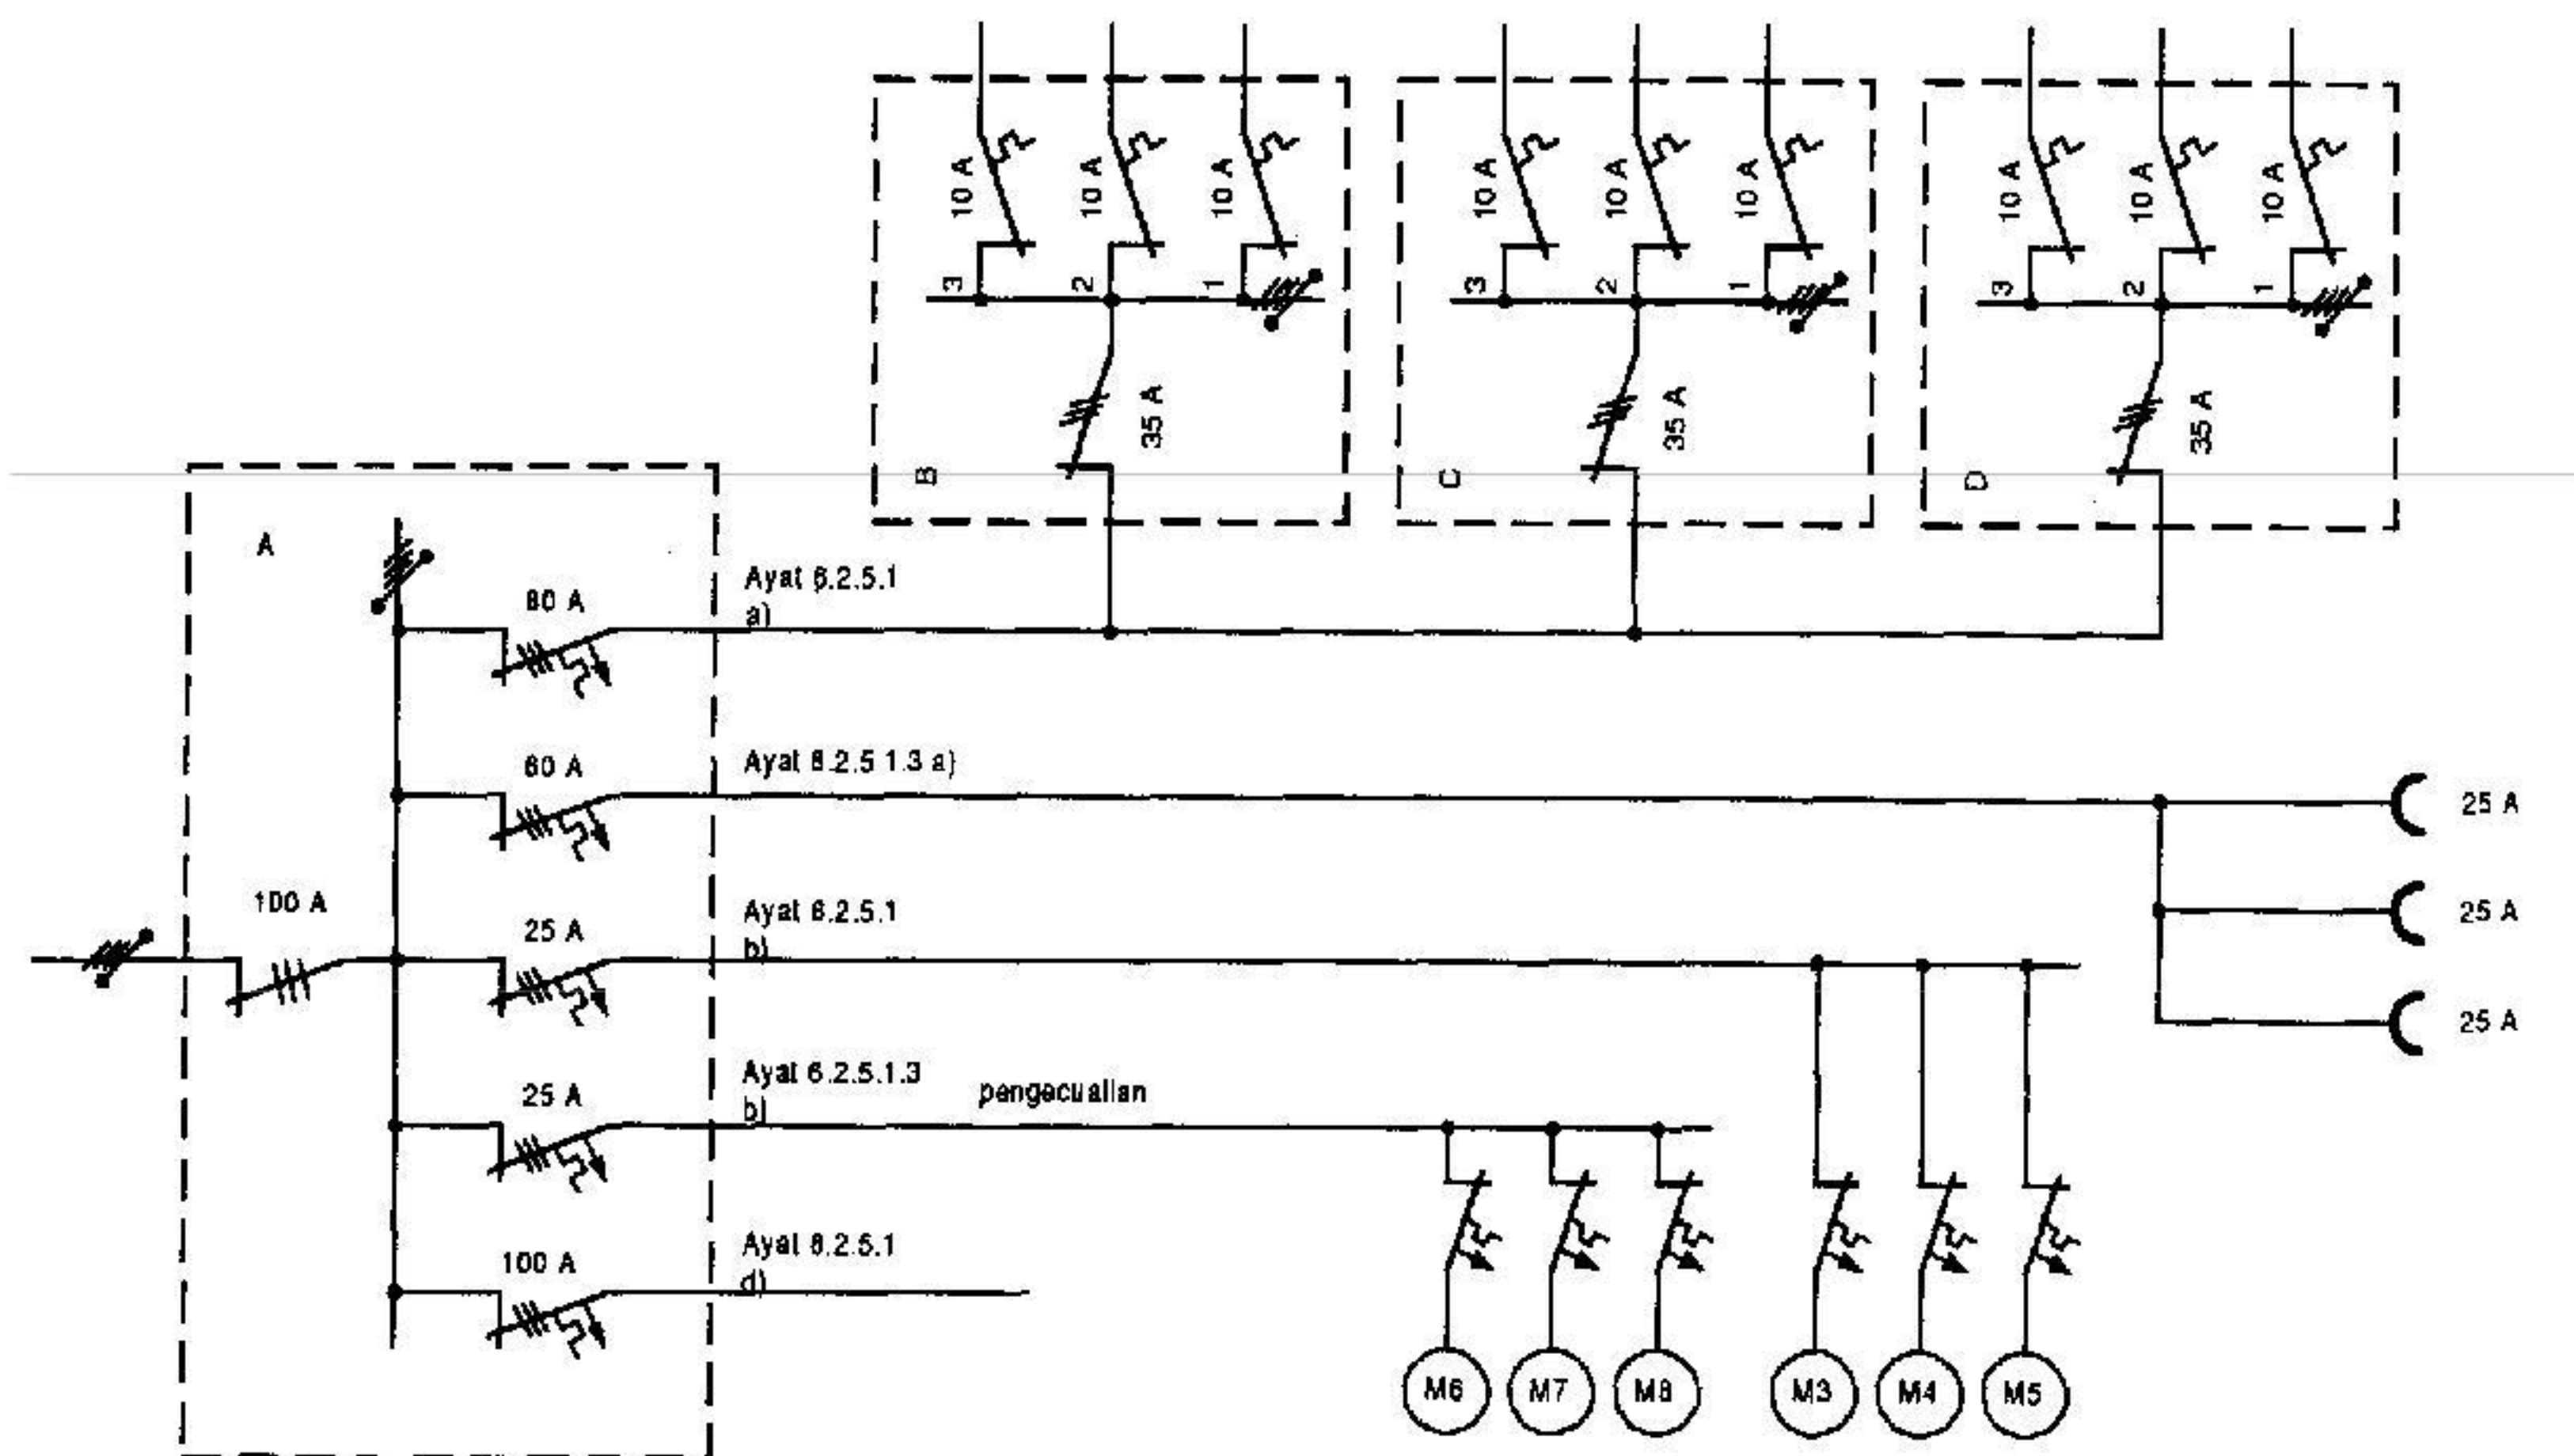 10 A
10 A
10 A
3
2
1
35 A
B
10 A
10 A
10 A
3
2
1
35 A
C
10 A
10 A
10 A
3
2
1
35 A
D
A
80 A
Ayat 6.2.5.1
a)
60 A
Ayat 6.2.5 1.3 a)
25 A
100 A
25 A
Ayat 6.2.5.1
b)
25 A
25 A
25 A
Ayat 6.2.5.1.3
b)
pengecualian
100 A
Ayat 6.2.5.1
d)
M6
M7
M8
M3
M4
M5